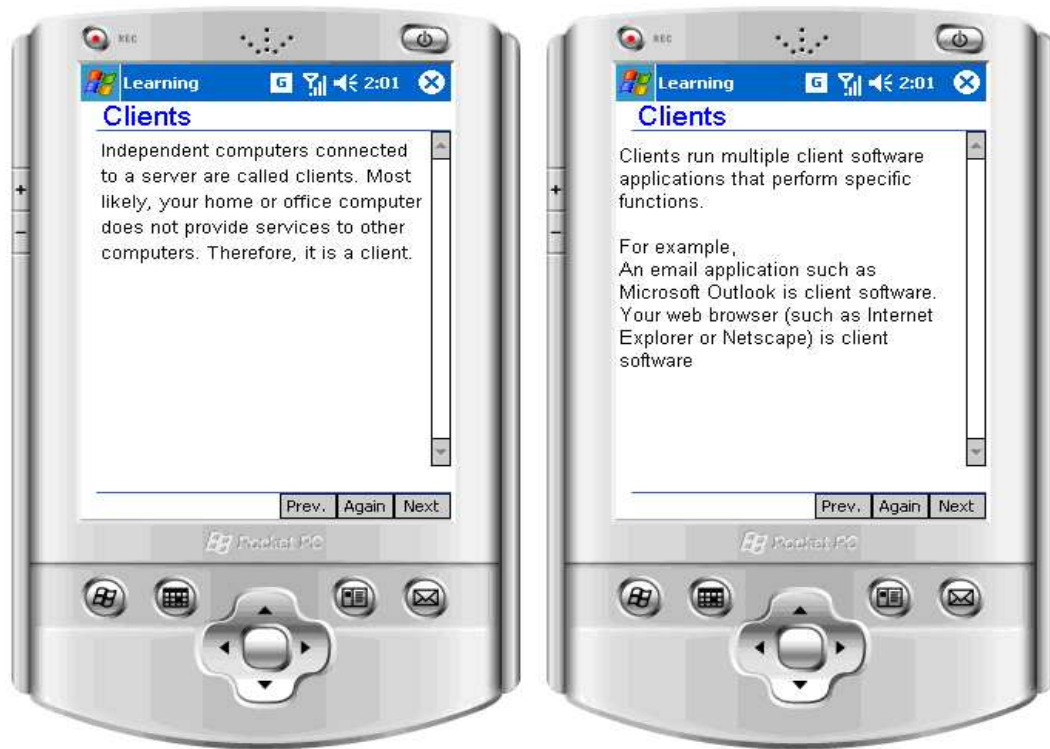 REC
Learning G 2:01
Clients
Independent computers connected
to a server are called clients. Most
likely, your home or office computer
does not provide services to other
computers. Therefore, it is a client.
Prev. Again Next
Pocket PC
REC
Learning G 2:01
Clients
Clients run multiple client software
applications that perform specific
functions.
For example,
An email application such as
Microsoft Outlook is client software.
Your web browser (such as Internet
Explorer or Netscape) is client
software
Prev. Again Next
Pocket PC